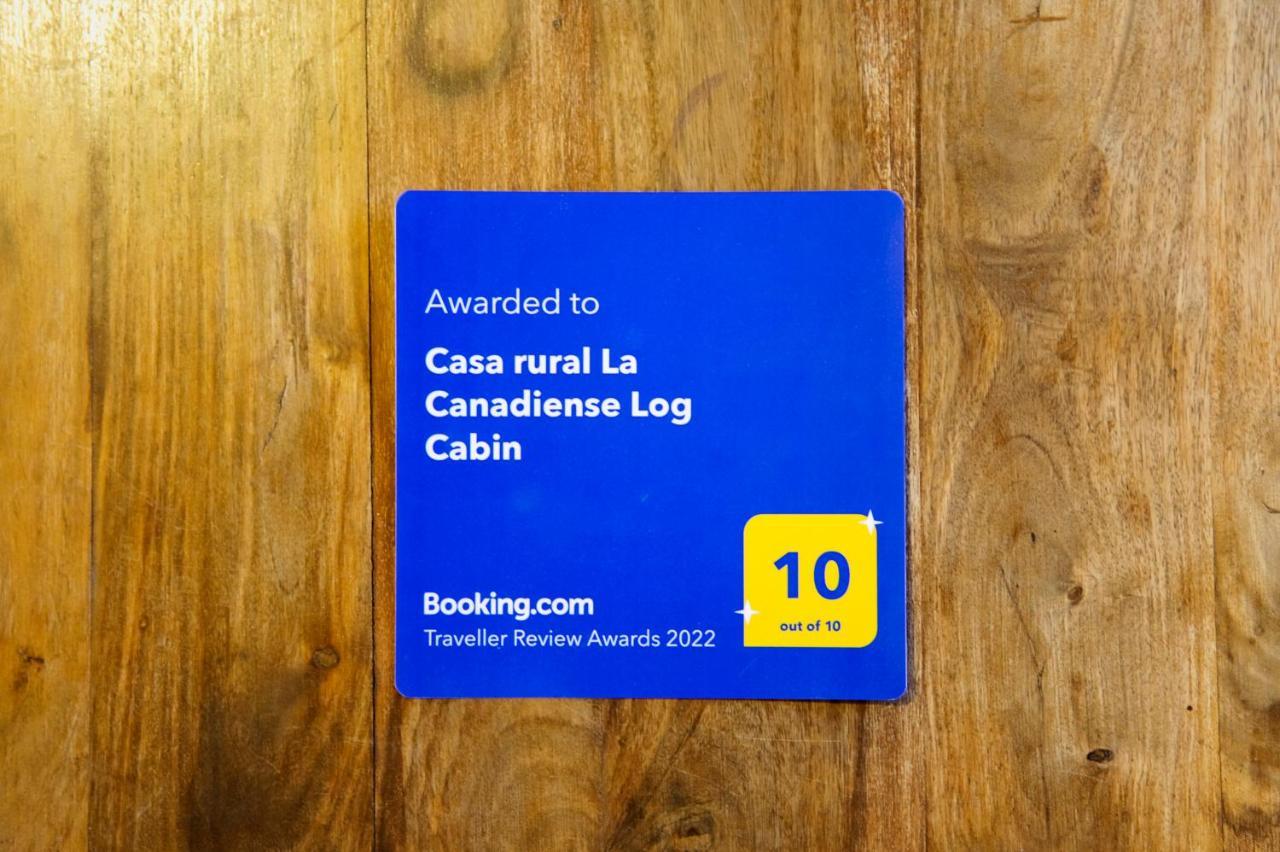 Awarded to
Casa rural La
Canadiense Log
Cabin
10
out of 10
Booking.com
Traveller Review Awards 2022